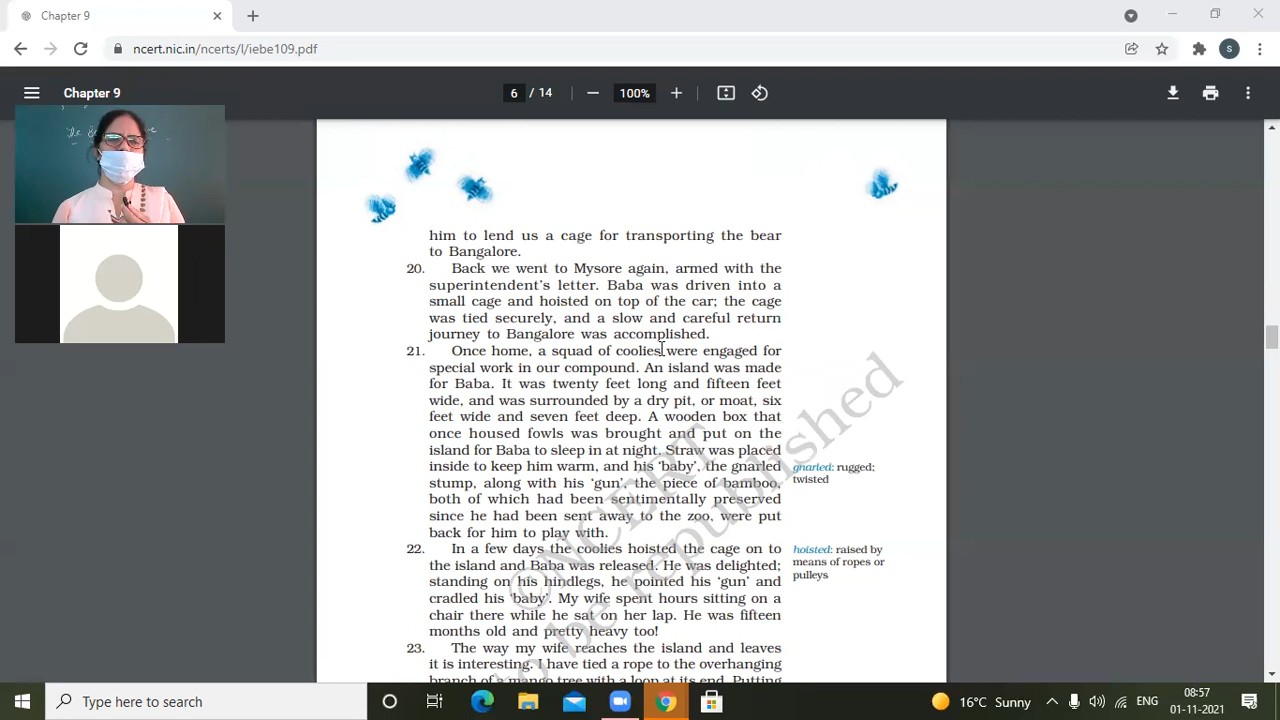 Chapter 9
ncert.nic.in/ncerts/l/iebe109.pdf
S
Chapter 9
6 / 14
100%
him to lend us a cage for transporting the bear
to Bangalore.
20. Back we went to Mysore again, armed with the
superintendent's letter. Baba was driven into a
small cage and hoisted on top of the car; the cage
was tied securely, and a slow and careful return
journey to Bangalore was accomplished.
21. Once home, a squad of coolies were engaged for
special work in our compound. An island was made
for Baba. It was twenty feet long and fifteen feet
wide, and was surrounded by a dry pit, or moat, six
feet wide and seven feet deep. A wooden box that
once housed fowls was brought and put on the
island for Baba to sleep in at night. Straw was placed
inside to keep him warm, and his 'baby', the gnarled
stump, along with his 'gun', the piece of bamboo,
both of which had been sentimentally preserved
since he had been sent away to the zoo, were put
back for him to play with.
gnarled: rugged;
twisted
22. In a few days the coolies hoisted the cage on to
the island and Baba was released. He was delighted;
standing on his hindlegs, he pointed his 'gun' and
cradled his 'baby'. My wife spent hours sitting on a
chair there while he sat on her lap. He was fifteen
months old and pretty heavy too!
hoisted: raised by
means of ropes or
pulleys
23. The way my wife reaches the island and leaves
it is interesting. I have tied a rope to the overhanging
branch of a mango tree with a loop at its end. Putting
©NCERT
to be republished
Type here to search
16°C Sunny
ENG
08:57
01-11-2021